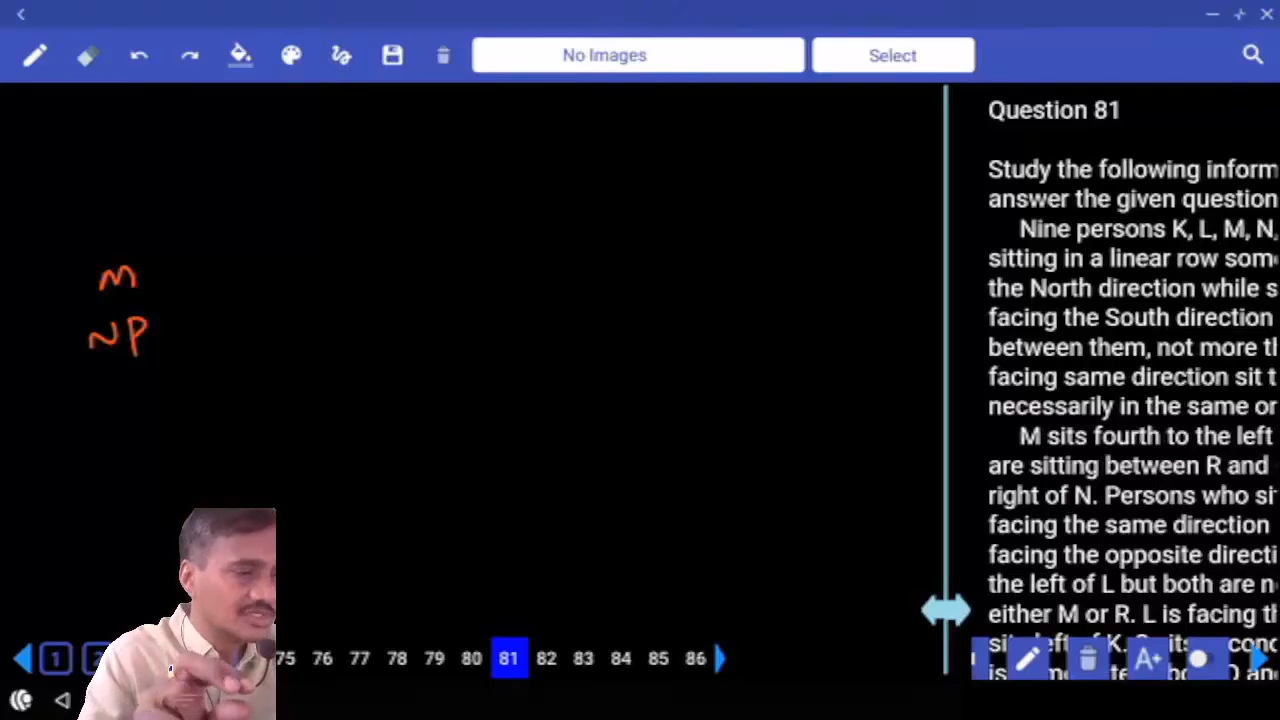 No Images
Select
Question 81
Study the following inform
answer the given question
Nine persons K, L, M, N,
sitting in a linear row som
the North direction while s
facing the South direction
between them, not more th
facing same direction sit t
necessarily in the same or
M sits fourth to the left
are sitting between R and
right of N. Persons who si
facing the same direction
facing the opposite directi
the left of L but both are n
either M or R. L is facing th
M
NP
1
75 76 77 78 79 80 81 82 83 84 85 86
A+